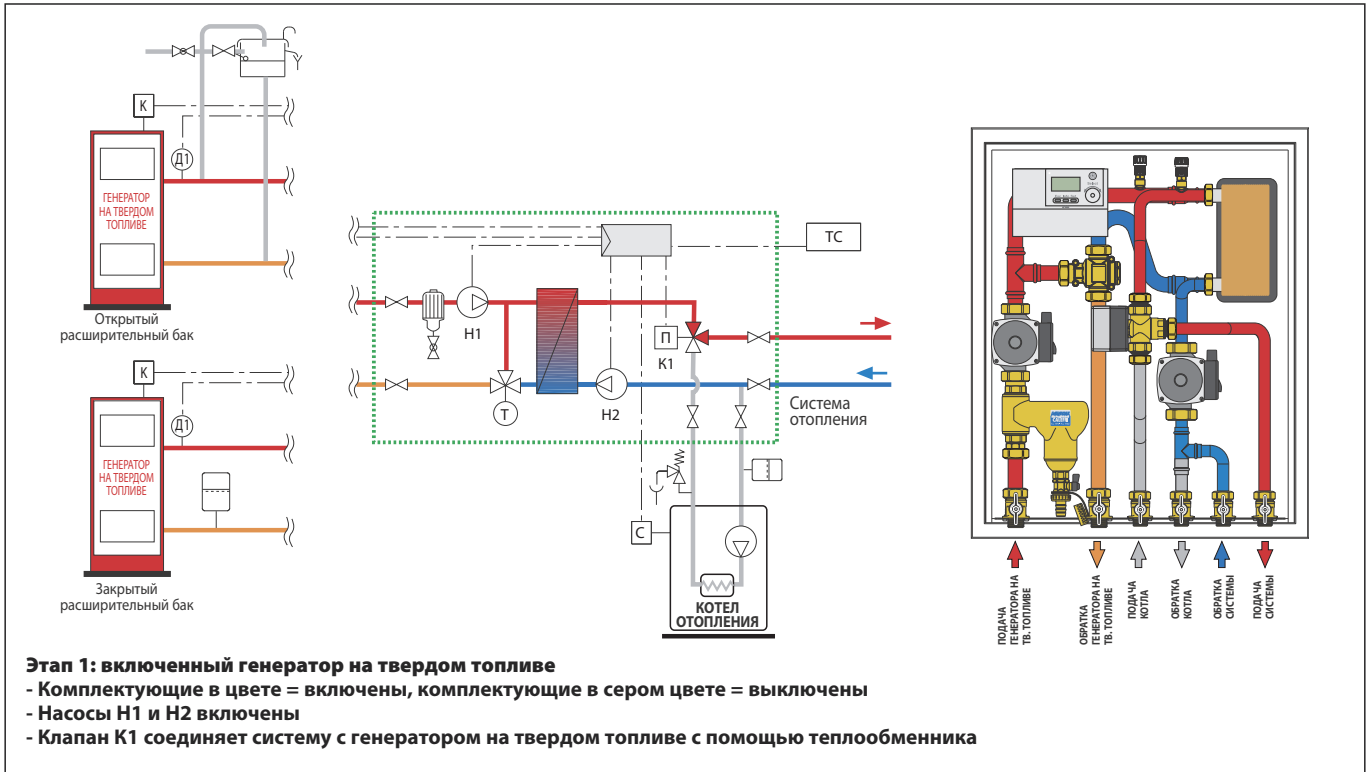 К
Д1
ГЕНЕРАТОР
НА ТВЕРДОМ
ТОПЛИВЕ
Открытый
расширительный бак
К
Д1
ГЕНЕРАТОР
НА ТВЕРДОМ
ТОПЛИВЕ
Закрытый
расширительный бак
ТС
Н1
П
К1
Т
Н2
Система
отопления
С
КОТЕЛ
ОТОПЛЕНИЯ
ПОДАЧА
ГЕНЕРАТОРА НА
ТВ. ТОПЛИВЕ
ОБРАТКА
ГЕНЕРАТОРА НА
ТВ. ТОПЛИВЕ
ПОДАЧА
КОТЛА
ОБРАТКА
КОТЛА
ОБРАТКА
СИСТЕМЫ
ПОДАЧА
СИСТЕМЫ
Этап 1: включенный генератор на твердом топливе
- Комплектующие в цвете = включены, комплектующие в сером цвете = выключены
- Насосы Н1 и Н2 включены
- Клапан К1 соединяет систему с генератором на твердом топливе с помощью теплообменника